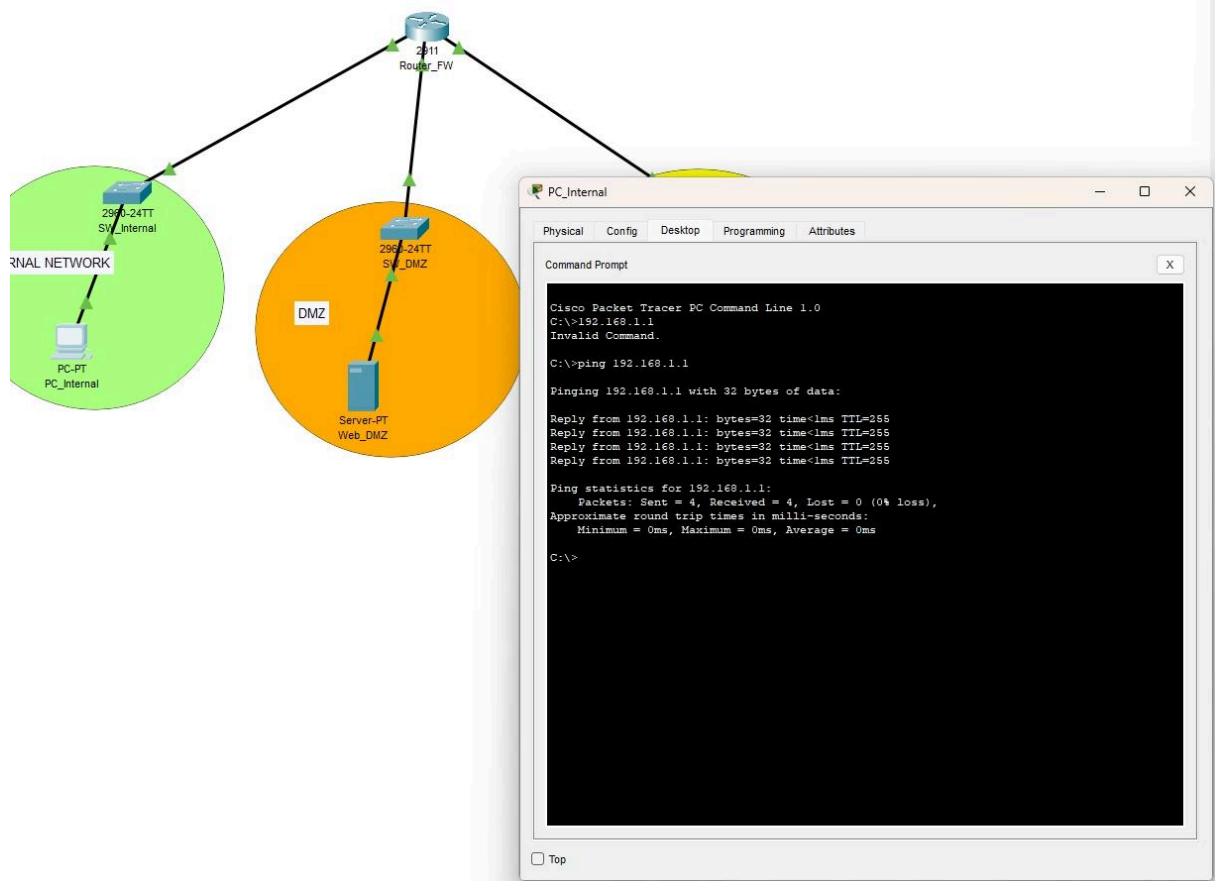 2911
Router_FW
2960-24TT
SW_Internal
RNAL NETWORK
PC-PT
PC_Internal
2960-24TT
SW_DMZ
DMZ
Server-PT
Web_DMZ
PC_Internal
Physical Config Desktop Programming Attributes
Command Prompt
X
Cisco Packet Tracer PC Command Line 1.0
C:\>192.168.1.1
Invalid Command.
C:\>ping 192.168.1.1
Pinging 192.168.1.1 with 32 bytes of data:
Reply from 192.168.1.1: bytes=32 time<1ms TTL=255
Reply from 192.168.1.1: bytes=32 time<1ms TTL=255
Reply from 192.168.1.1: bytes=32 time<1ms TTL=255
Reply from 192.168.1.1: bytes=32 time<1ms TTL=255
Ping statistics for 192.168.1.1:
Packets: Sent = 4, Received = 4, Lost = 0 (0% loss),
Approximate round trip times in milli-seconds:
Minimum = 0ms, Maximum = 0ms, Average = 0ms
C:\>
Top